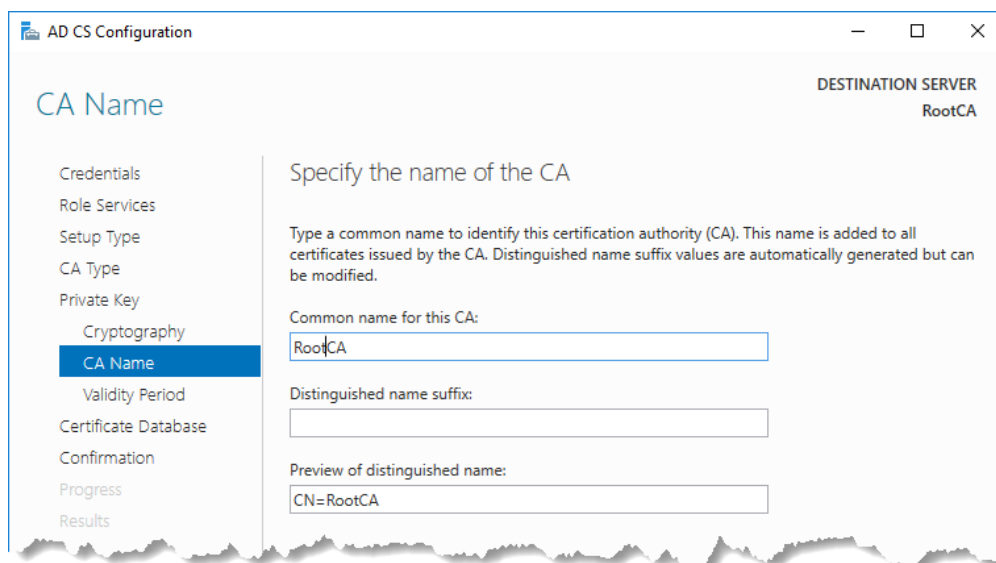 AD CS Configuration
CA Name
DESTINATION SERVER
RootCA
Credentials
Role Services
Setup Type
CA Type
Private Key
Cryptography
CA Name
Validity Period
Certificate Database
Confirmation
Progress
Results
Specify the name of the CA
Type a common name to identify this certification authority (CA). This name is added to all
certificates issued by the CA. Distinguished name suffix values are automatically generated but can
be modified.
Common name for this CA:
RootCA
Distinguished name suffix:
Preview of distinguished name:
CN=RootCA